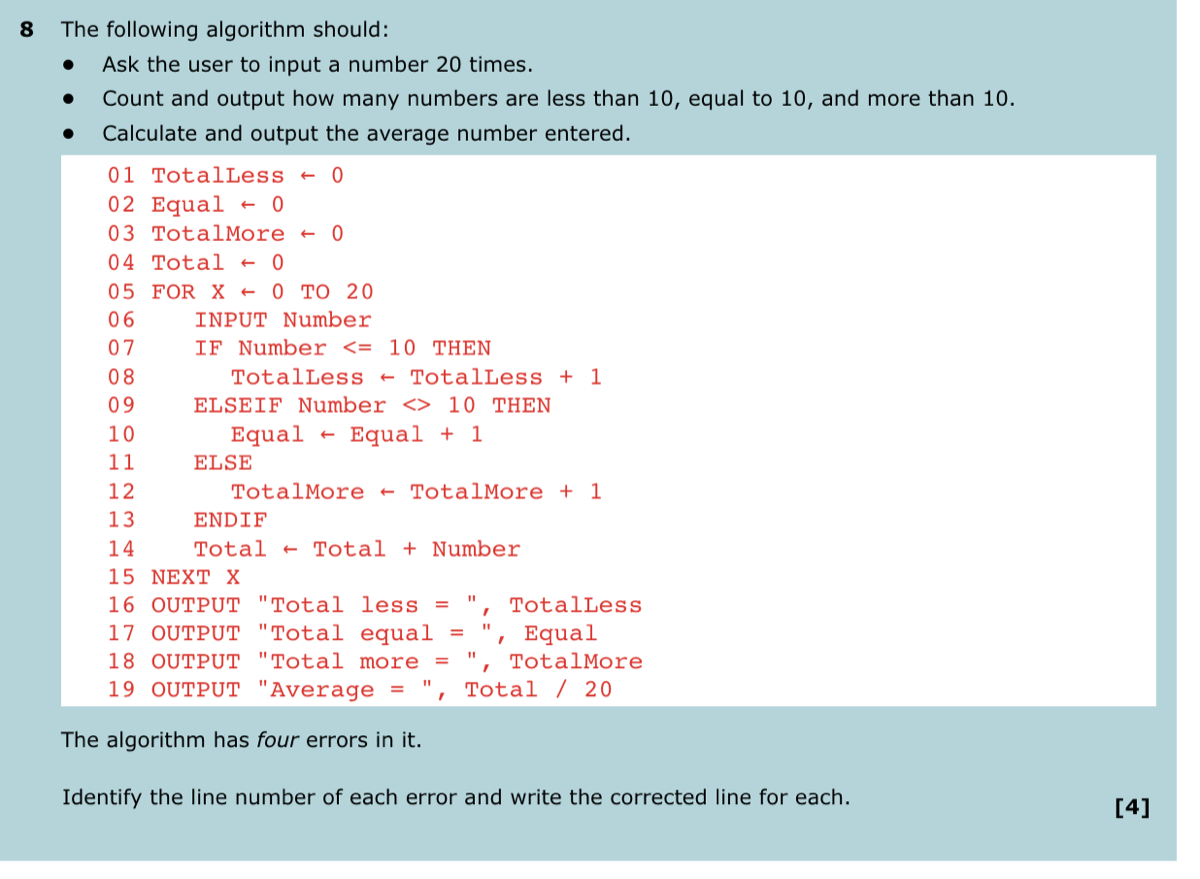 8 The following algorithm should:
• Ask the user to input a number 20 times.
• Count and output how many numbers are less than 10, equal to 10, and more than 10.
• Calculate and output the average number entered.
01 TotalLess ← 0
02 Equal ← 0
03 TotalMore ← 0
04 Total ← 0
05 FOR X ← 0 TO 20
06 INPUT Number
07 IF Number <= 10 THEN
08 TotalLess ← TotalLess + 1
09 ELSEIF Number <> 10 THEN
10 Equal ← Equal + 1
11 ELSE
12 TotalMore ← TotalMore + 1
13 ENDIF
14 Total ← Total + Number
15 NEXT X
16 OUTPUT "Total less = ", TotalLess
17 OUTPUT "Total equal = ", Equal
18 OUTPUT "Total more = ", TotalMore
19 OUTPUT "Average = ", Total / 20
The algorithm has four errors in it.
Identify the line number of each error and write the corrected line for each.
[4]